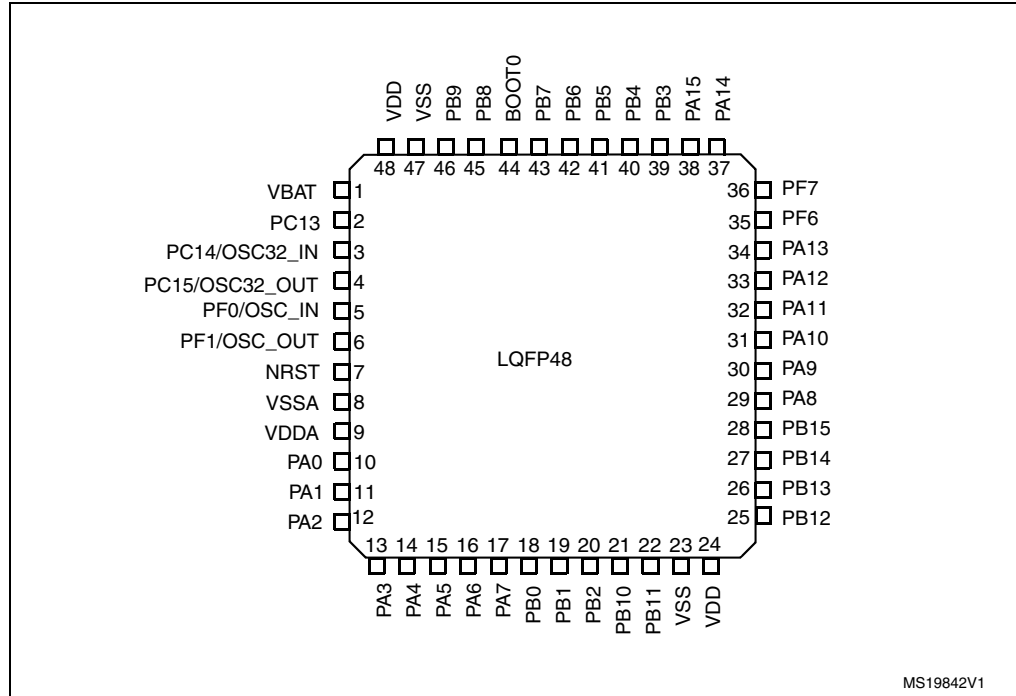 VDD
VSS
PB9
PB8
BOOT0
PB7
PB6
PB5
PB4
PB3
PA15
PA14
48 47 46 45 44 43 42 41 40 39 38 37
VBAT 1
PC13 2
PC14/OSC32_IN 3
PC15/OSC32_OUT 4
PF0/OSC_IN 5
PF1/OSC_OUT 6
NRST 7
VSSA 8
VDDA 9
PA0 10
PA1 11
PA2 12
LQFP48
36 PF7
35 PF6
34 PA13
33 PA12
32 PA11
31 PA10
30 PA9
29 PA8
28 PB15
27 PB14
26 PB13
25 PB12
13 14 15 16 17 18 19 20 21 22 23 24
PA3
PA4
PA5
PA6
PA7
PB0
PB1
PB2
PB10
PB11
VSS
VDD
MS19842V1